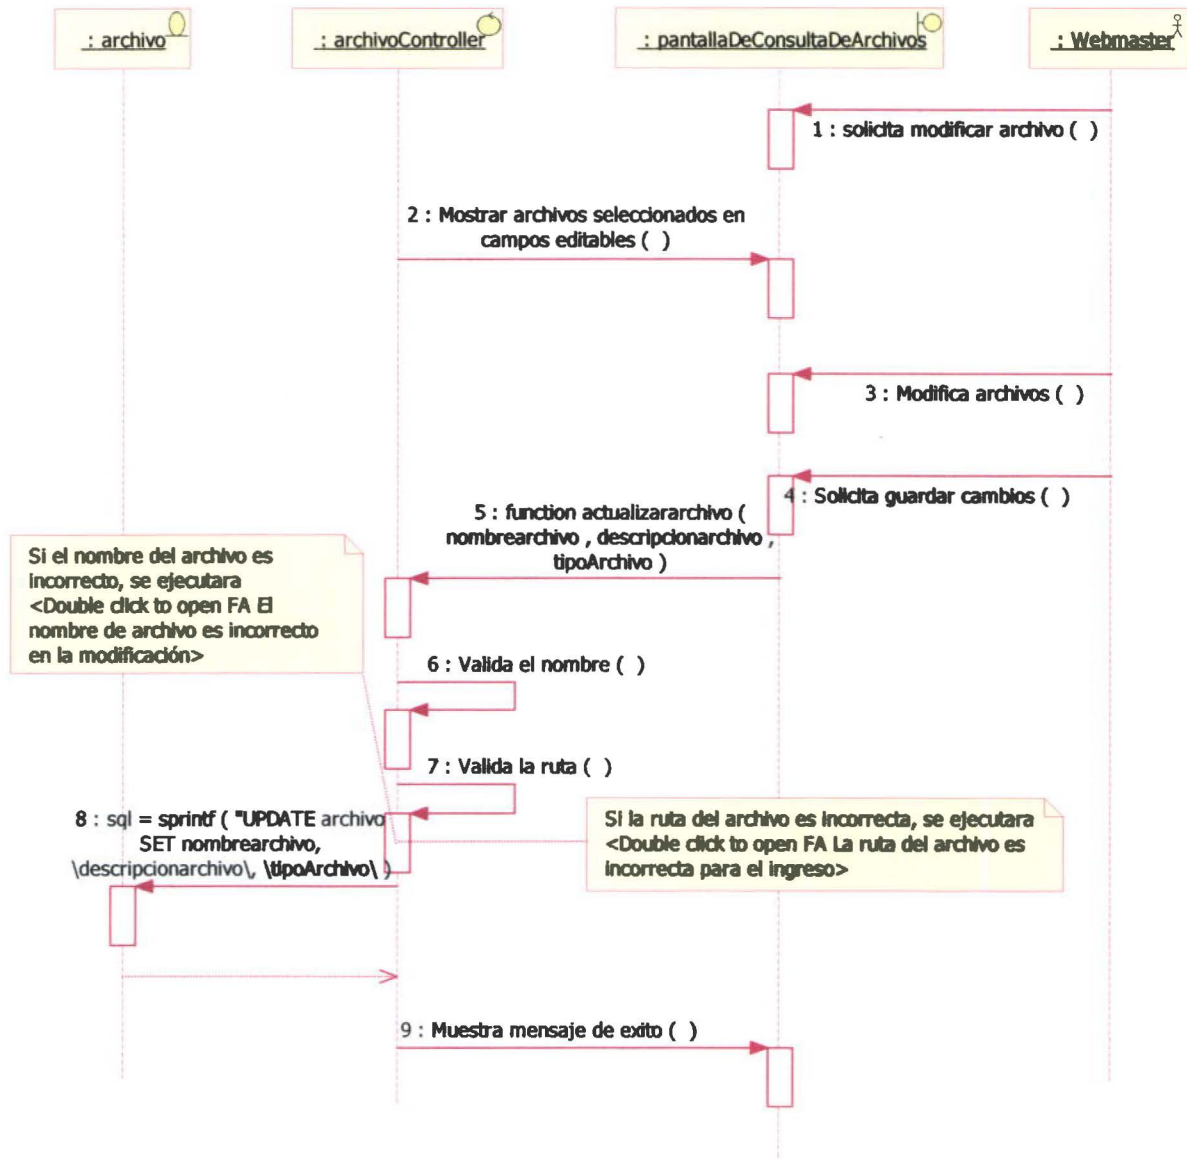 : archivo
: archivoController
: pantallaDeConsultaDeArchivos
: Webmaster
1 : solicita modificar archivo ( )
2 : Mostrar archivos seleccionados en
campos editables ( )
3 : Modifica archivos ( )
4 : Solicita guardar cambios ( )
5 : function actualizararchivo (
nombrearchivo , descripcionarchivo ,
tipoArchivo )
Si el nombre del archivo es
incorrecto, se ejecutara
<Double click to open FA El
nombre de archivo es incorrecto
en la modificación>
6 : Valida el nombre ( )
7 : Valida la ruta ( )
8 : sql = sprintf ( "UPDATE archivo
SET nombrearchivo,
\descripcionarchivo\, \tipoArchivo\ )
Si la ruta del archivo es incorrecta, se ejecutara
<Double click to open FA La ruta del archivo es
incorrecta para el ingreso>
9 : Muestra mensaje de exito ( )